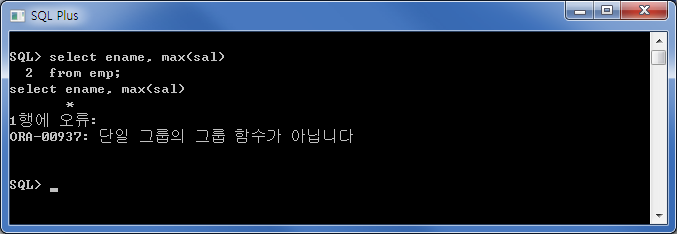 SQL Plus
SQL> select ename, max(sal)
2 from emp;
select ename, max(sal)
*
1행에 오류:
ORA-00937: 단일 그룹의 그룹 함수가 아닙니다
SQL>